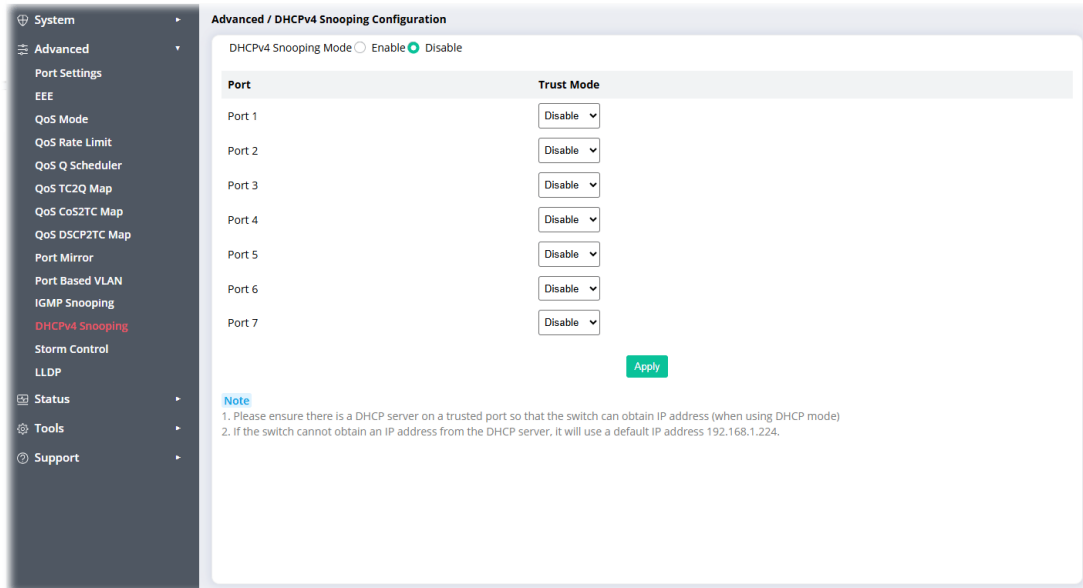 System
Advanced
Port Settings
EEE
QoS Mode
QoS Rate Limit
QoS Q Scheduler
QoS TC2Q Map
QoS CoS2TC Map
QoS DSCP2TC Map
Port Mirror
Port Based VLAN
IGMP Snooping
DHCPv4 Snooping
Storm Control
LLDP
Status
Tools
Support
Advanced / DHCPv4 Snooping Configuration
DHCPv4 Snooping Mode Enable Disable
Port Trust Mode
Port 1 Disable
Port 2 Disable
Port 3 Disable
Port 4 Disable
Port 5 Disable
Port 6 Disable
Port 7 Disable
Apply
Note
1. Please ensure there is a DHCP server on a trusted port so that the switch can obtain IP address (when using DHCP mode)
2. If the switch cannot obtain an IP address from the DHCP server, it will use a default IP address 192.168.1.224.